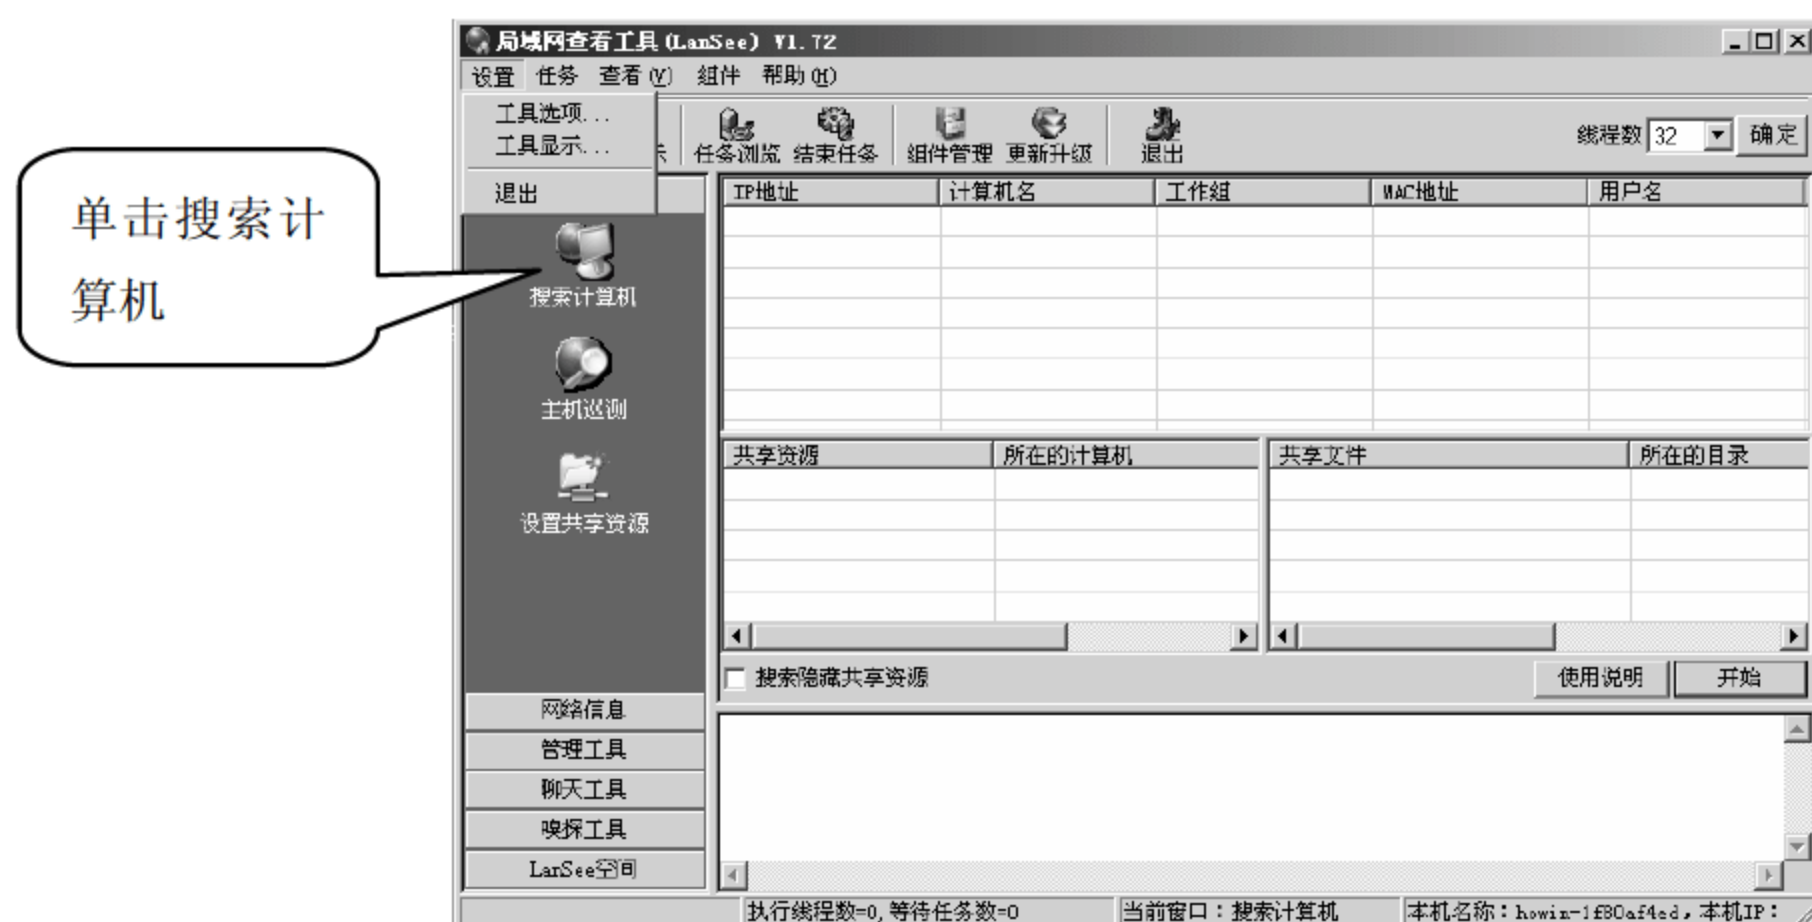 局域网查看工具(LanSee) V1.72
设置 任务 查看(V) 组件 帮助(H)
工具选项...
工具显示...
退出
示
任务浏览 结束任务 组件管理 更新升级 退出
线程数 32 确定
单击搜索计
算机
搜索计算机
主机巡测
设置共享资源
网络信息
管理工具
聊天工具
嗅探工具
LanSee空间
IP地址 计算机名 工作组 MAC地址 用户名
共享资源 所在的计算机 共享文件 所在的目录
搜索隐藏共享资源 使用说明 开始
执行线程数=0,等待任务数=0 当前窗口：搜索计算机 本机名称：howin-1f80af4ed，本机IP：